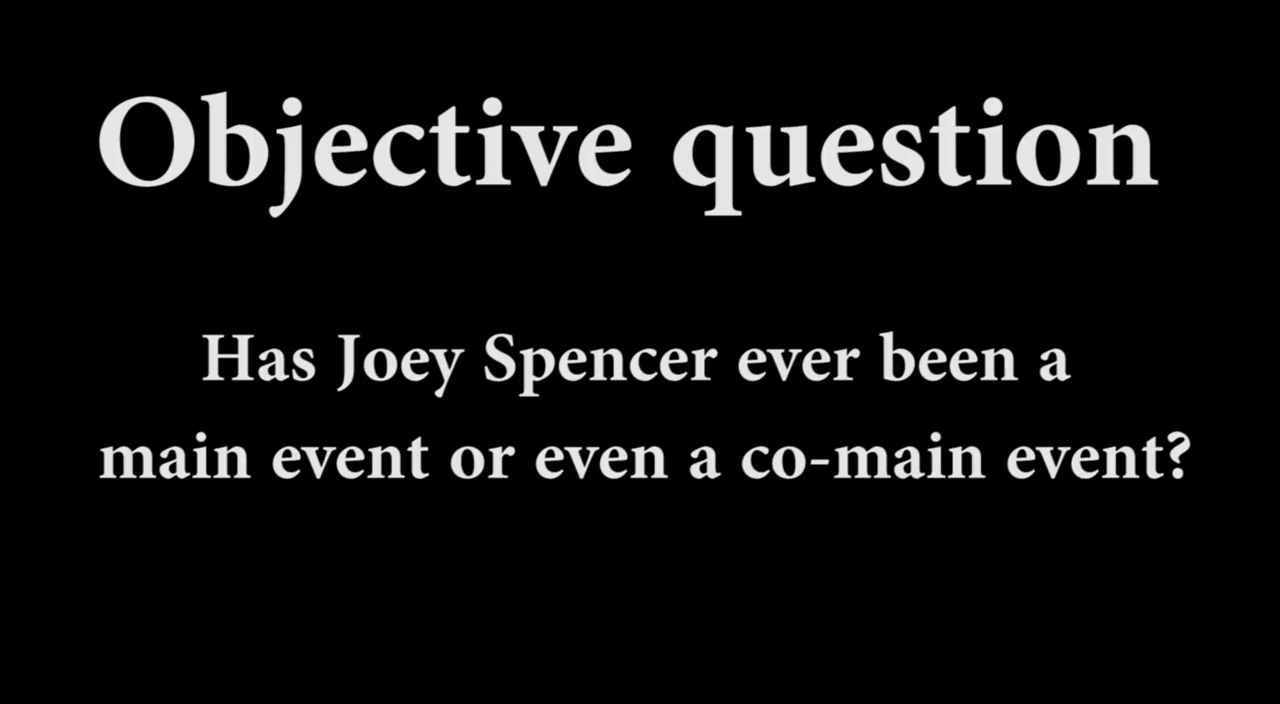 Objective question
Has Joey Spencer ever been a
main event or even a co-main event?